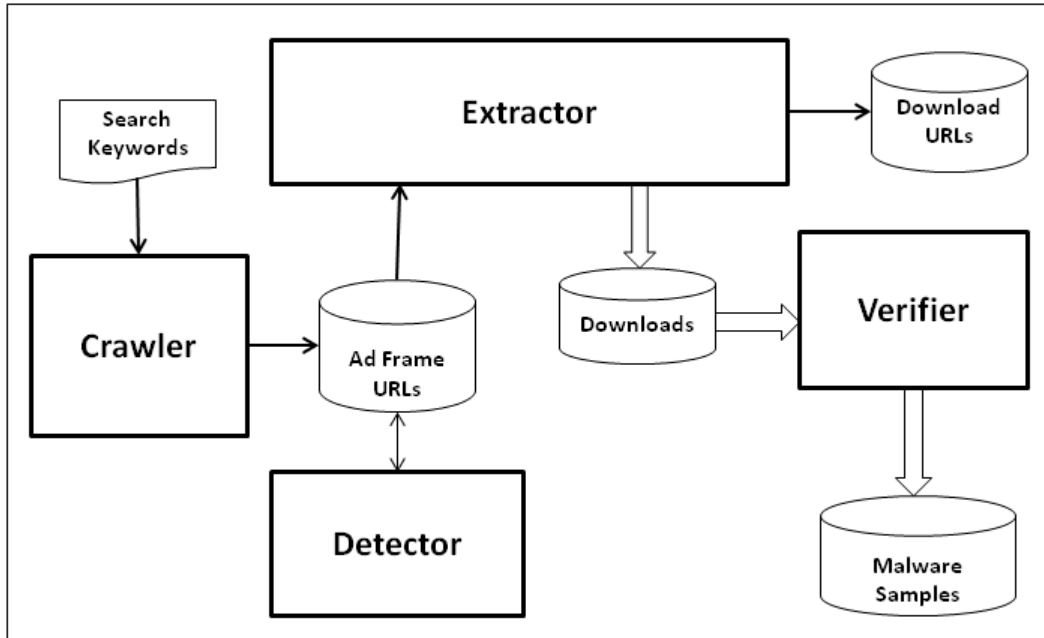 Extractor
Download
URLs
Search
Keywords
Crawler
Ad Frame
URLs
Downloads
Verifier
Detector
Malware
Samples